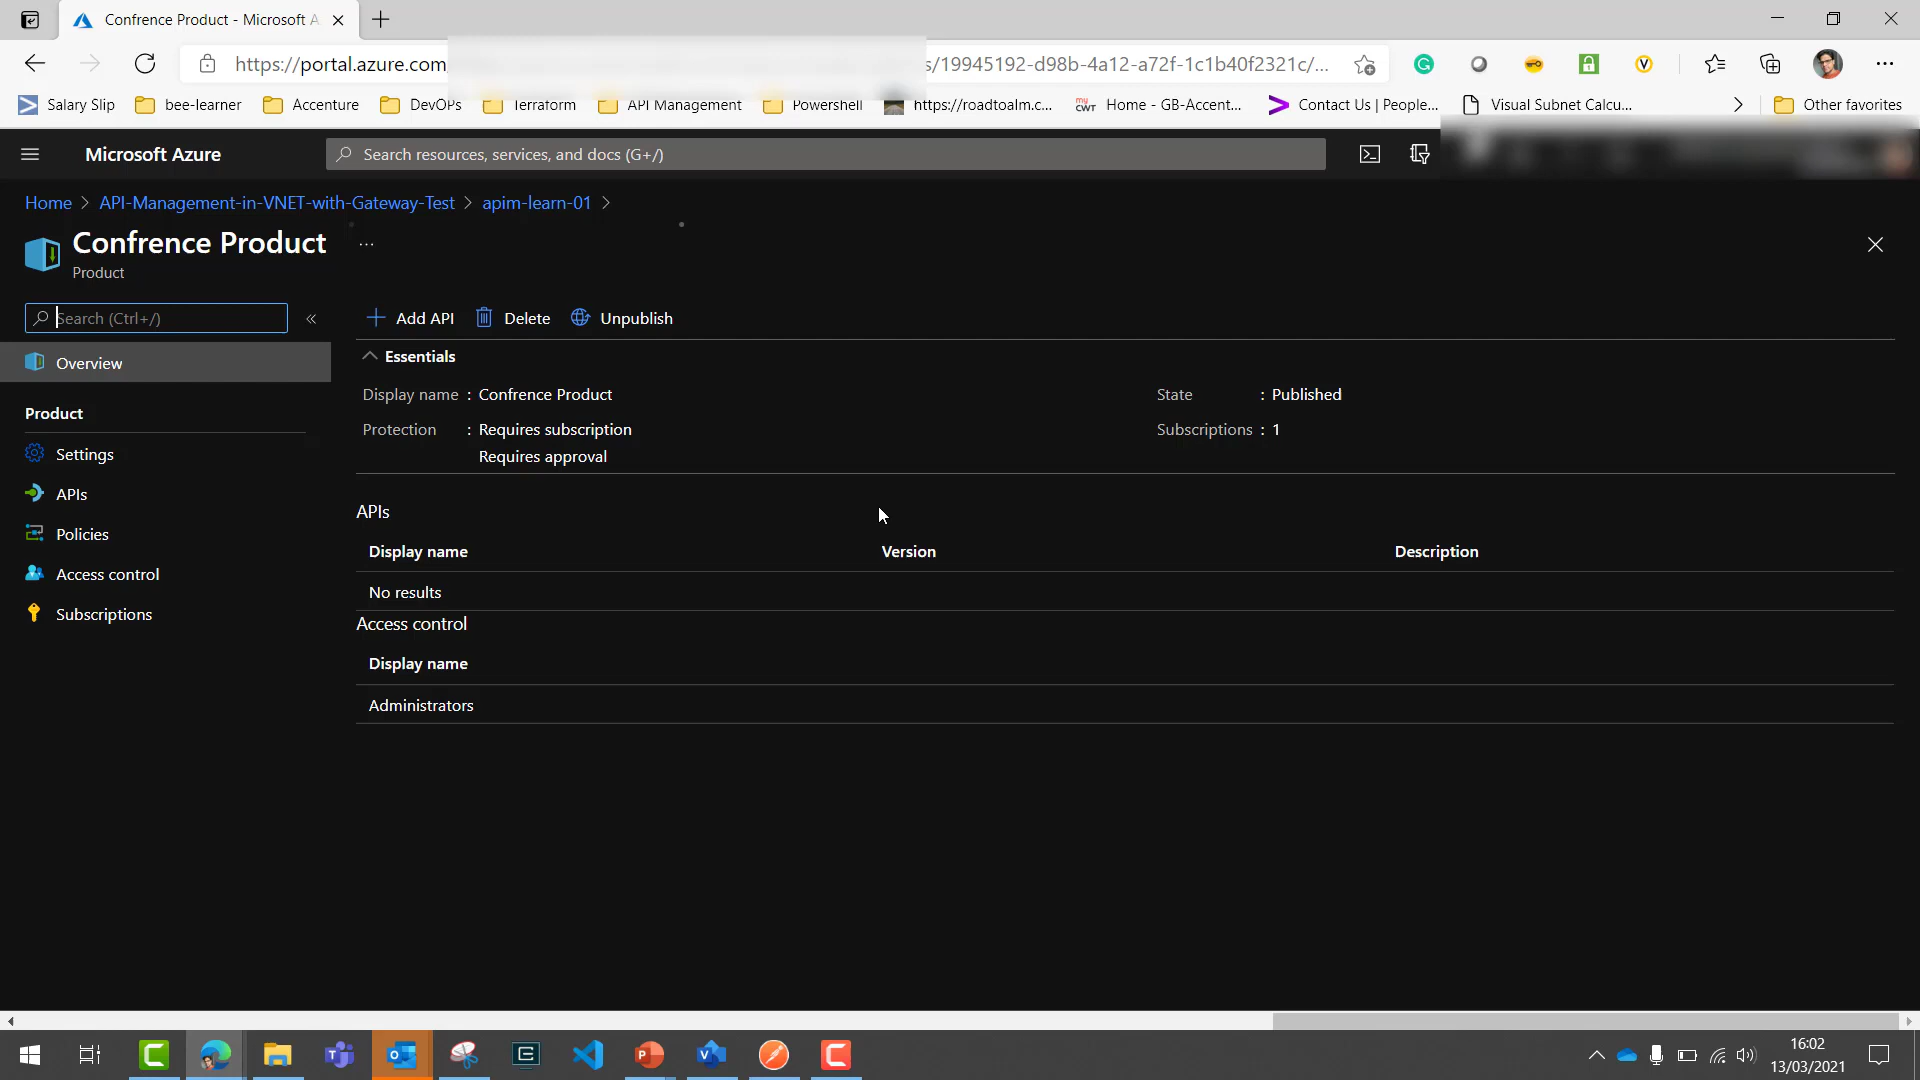 Confrence Product - Microsoft A
https://portal.azure.com s/19945192-d98b-4a12-a72f-1c1b40f2321c/...
Salary Slip bee-learner Accenture DevOPs Terraform API Management Powershell https://roadtoalm.c... my CWT Home - GB-Accent... Contact Us | People... Visual Subnet Calcu... Other favorites
Microsoft Azure Search resources, services, and docs (G+/)
Home > API-Management-in-VNET-with-Gateway-Test > apim-learn-01 >
Confrence Product ...
Product
Search (Ctrl+/) «
Add API Delete Unpublish
Overview
Essentials
Display name : Confrence Product State : Published
Protection : Requires subscription Subscriptions : 1
Requires approval
Product
Settings
APIs
Policies
Access control
Subscriptions
APIs
Display name Version Description
No results
Access control
Display name
Administrators
16:02
13/03/2021